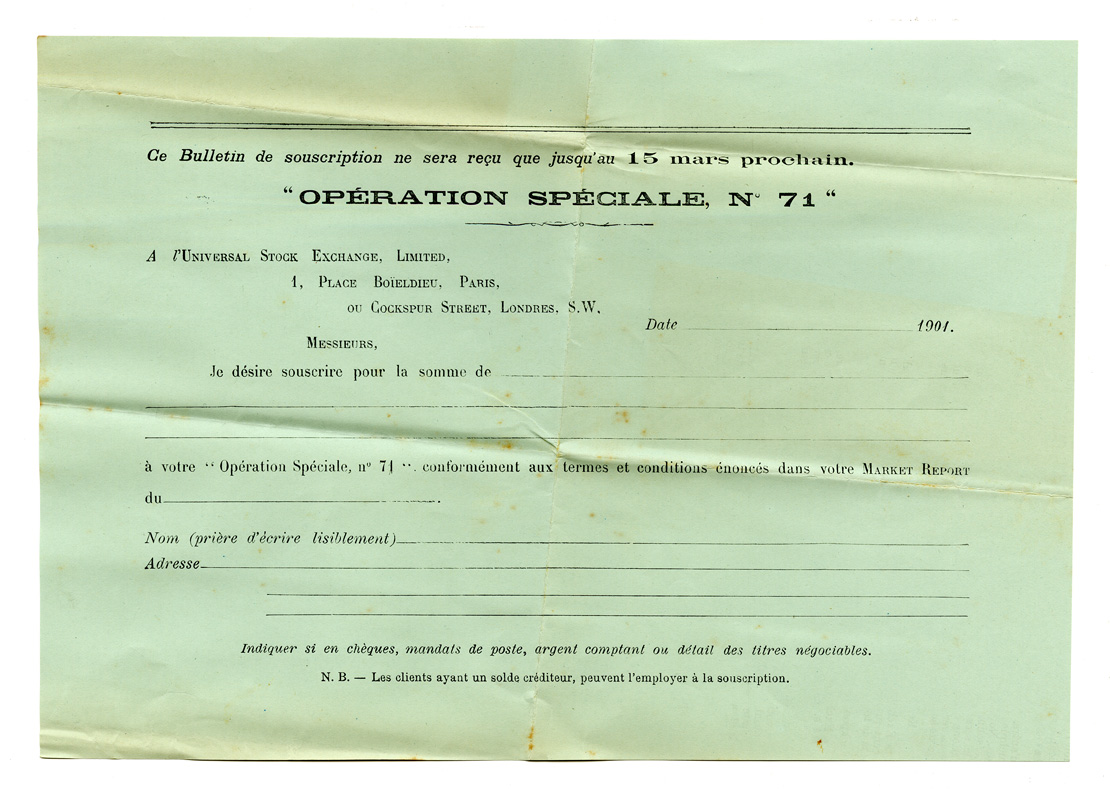 Ce Bulletin de souscription ne sera reçu que jusqu'au 15 mars prochain.
“OPÉRATION SPÉCIALE, No 71“
A l'Universal Stock Exchange, Limited,
1, Place Boïeldieu, Paris,
ou Cockspur Street, Londres, S.W.
Date 1901.
Messieurs,
Je désire souscrire pour la somme de
à votre “ Opération Spéciale, no 71 ”. conformément aux termes et conditions énoncés dans votre Market Report
du .
Nom (prière d'écrire lisiblement)
Adresse
Indiquer si en chèques, mandats de poste, argent comptant ou détail des titres négociables.
N. B. — Les clients ayant un solde créditeur, peuvent l'employer à la souscription.